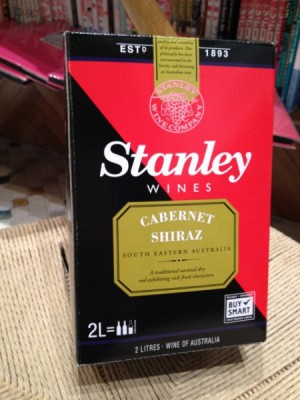 ESTD
1893
STANLEY
WINE COMPANY
Stanley
WINES
CABERNET
SHIRAZ
SOUTH EASTERN AUSTRALIA
A traditional varietal dry
red exhibiting rich fruit characters.
BUY
SMART
2L=
2 LITRES · WINE OF AUSTRALIA